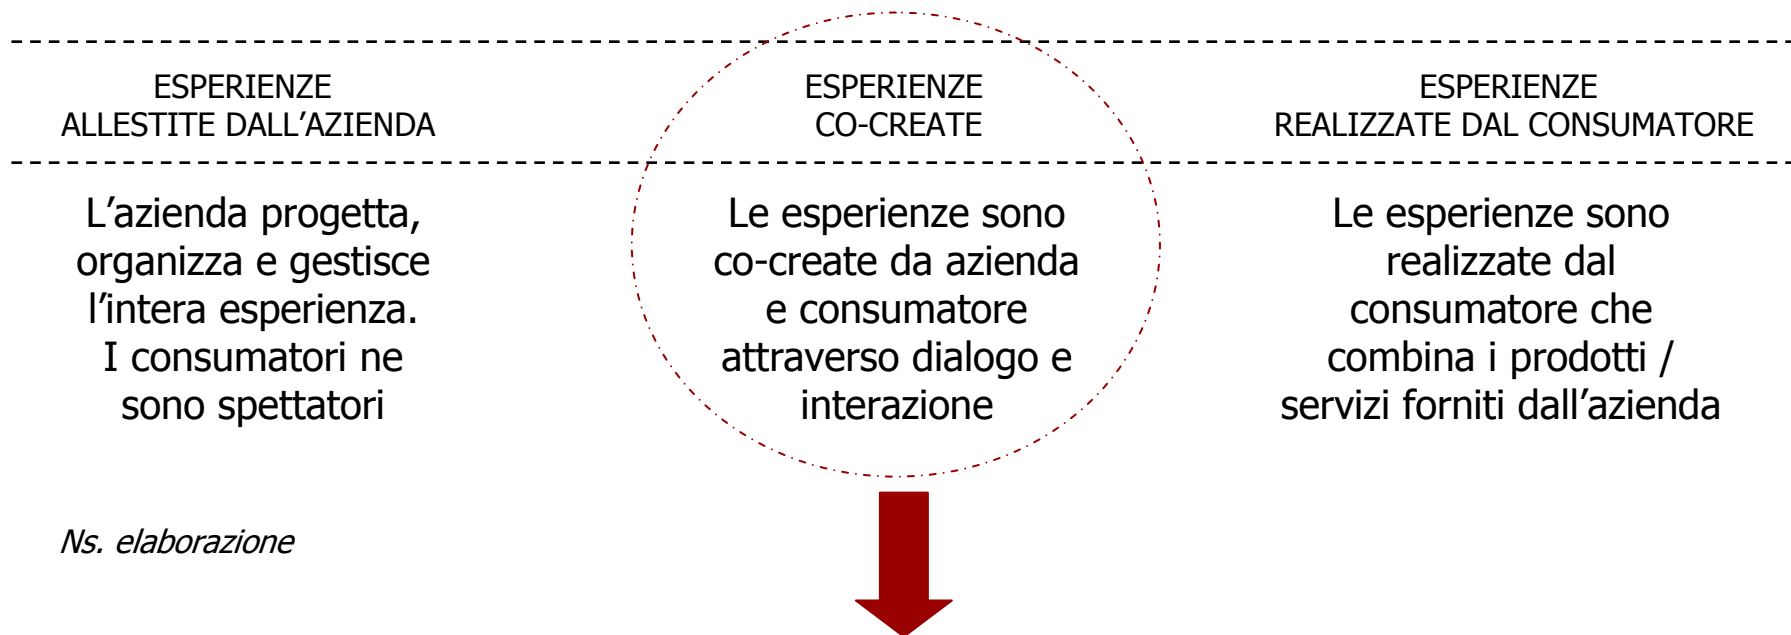 ESPERIENZE
ALLESTITE DALL’AZIENDA
ESPERIENZE
CO-CREATE
ESPERIENZE
REALIZZATE DAL CONSUMATORE
L’azienda progetta,
organizza e gestisce
l’intera esperienza.
I consumatori ne
sono spettatori
Le esperienze sono
co-create da azienda
e consumatore
attraverso dialogo e
interazione
Le esperienze sono
realizzate dal
consumatore che
combina i prodotti /
servizi forniti dall’azienda
Ns. elaborazione